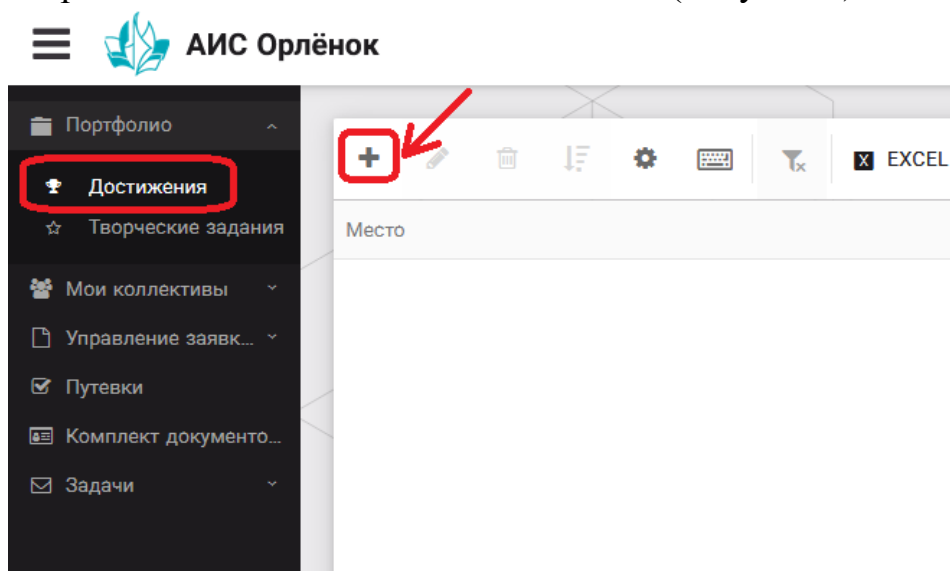 АИС Орлёнок
Портфолио
Достижения
Творческие задания
Мои коллективы
Управление заявк...
Путевки
Комплект документо...
Задачи
X EXCEL
Место